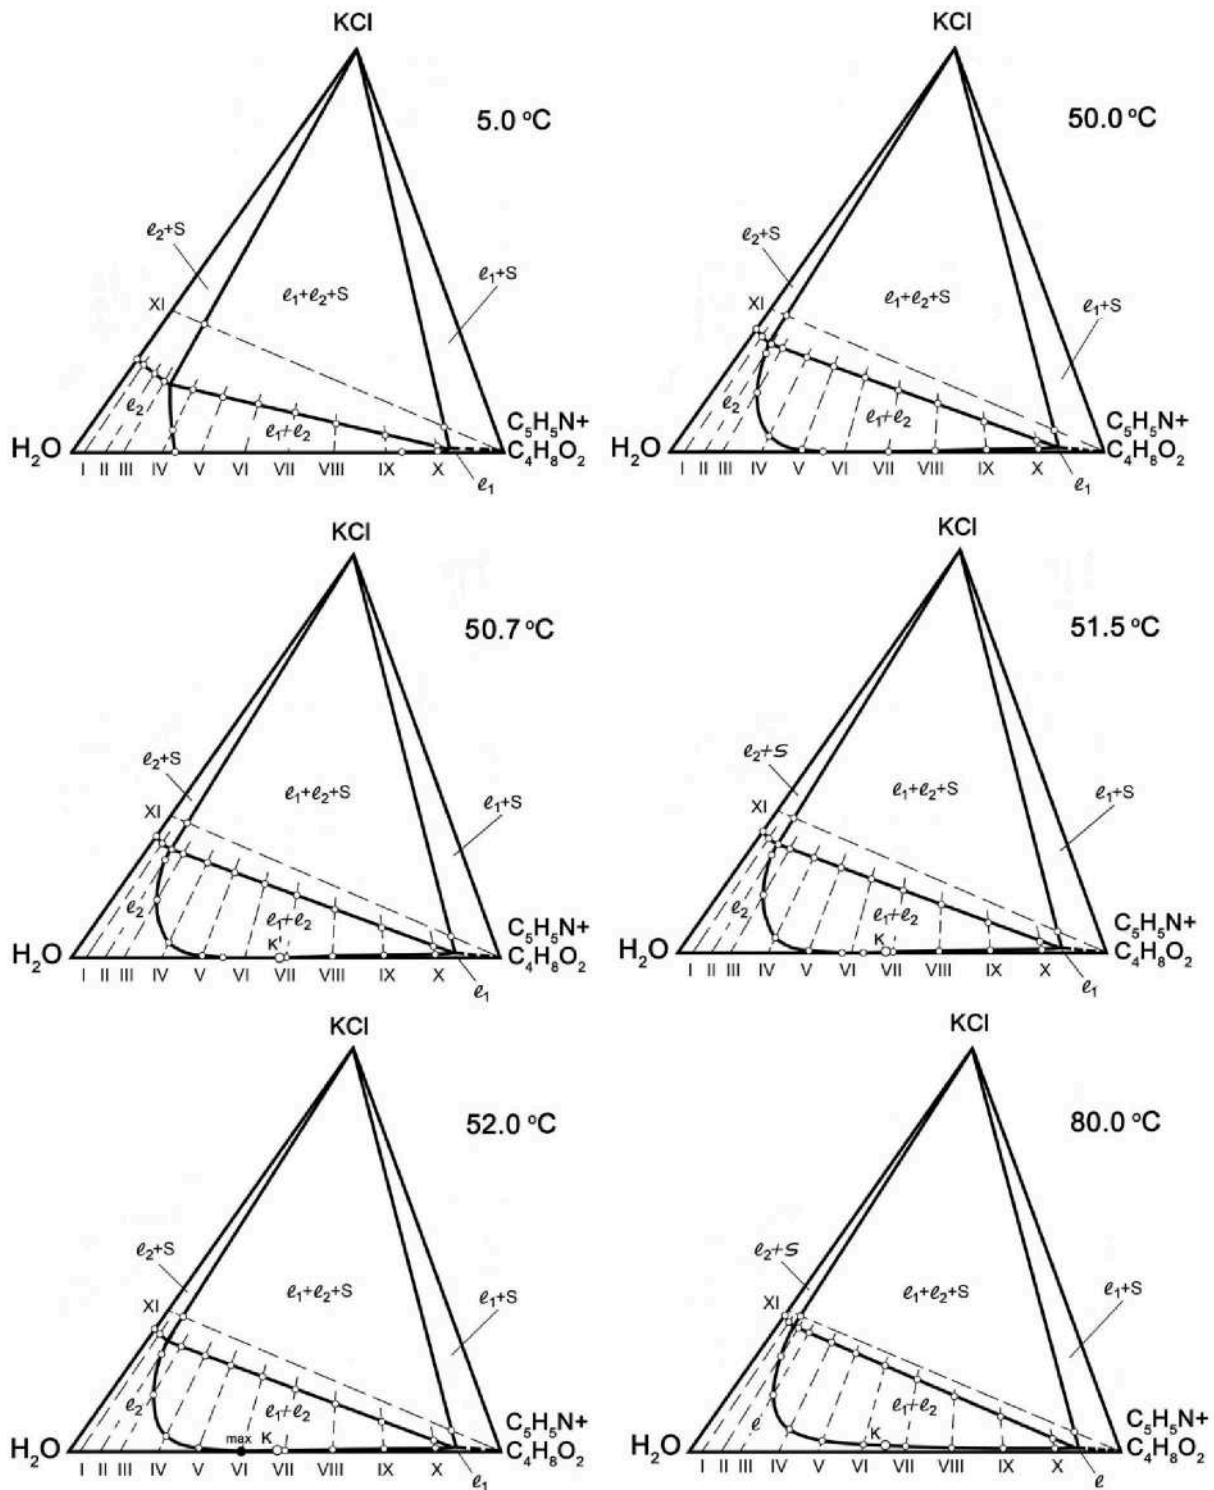 KCl
5.0 °C
e₂+S
e₁+S
XI
e₁+e₂+S
e₂
e₁+e₂
H₂O
C₅H₅N+
C₄H₈O₂
I II III IV V VI VII VIII IX X
e₁
KCl
50.0 °C
e₂+S
e₁+S
XI
e₁+e₂+S
e₂
e₁+e₂
H₂O
C₅H₅N+
C₄H₈O₂
I II III IV V VI VII VIII IX X
e₁
KCl
50.7 °C
e₂+S
e₁+e₂+S
e₁+S
XI
e₂
e₁+e₂
K'
H₂O
C₅H₅N+
C₄H₈O₂
I II III IV V VI VII VIII IX X
e₁
KCl
51.5 °C
e₂+S
e₁+e₂+S
e₁+S
XI
e₂
e₁+e₂
K
H₂O
C₅H₅N+
C₄H₈O₂
I II III IV V VI VII VIII IX X
e₁
KCl
52.0 °C
e₂+S
e₁+e₂+S
e₁+S
XI
e₂
e₁+e₂
max K
H₂O
C₅H₅N+
C₄H₈O₂
I II III IV V VI VII VIII IX X
e₁
KCl
80.0 °C
e₂+S
e₁+e₂+S
e₁+S
XI
e
e₁+e₂
K
H₂O
C₅H₅N+
C₄H₈O₂
I II III IV V VI VII VIII IX X
e